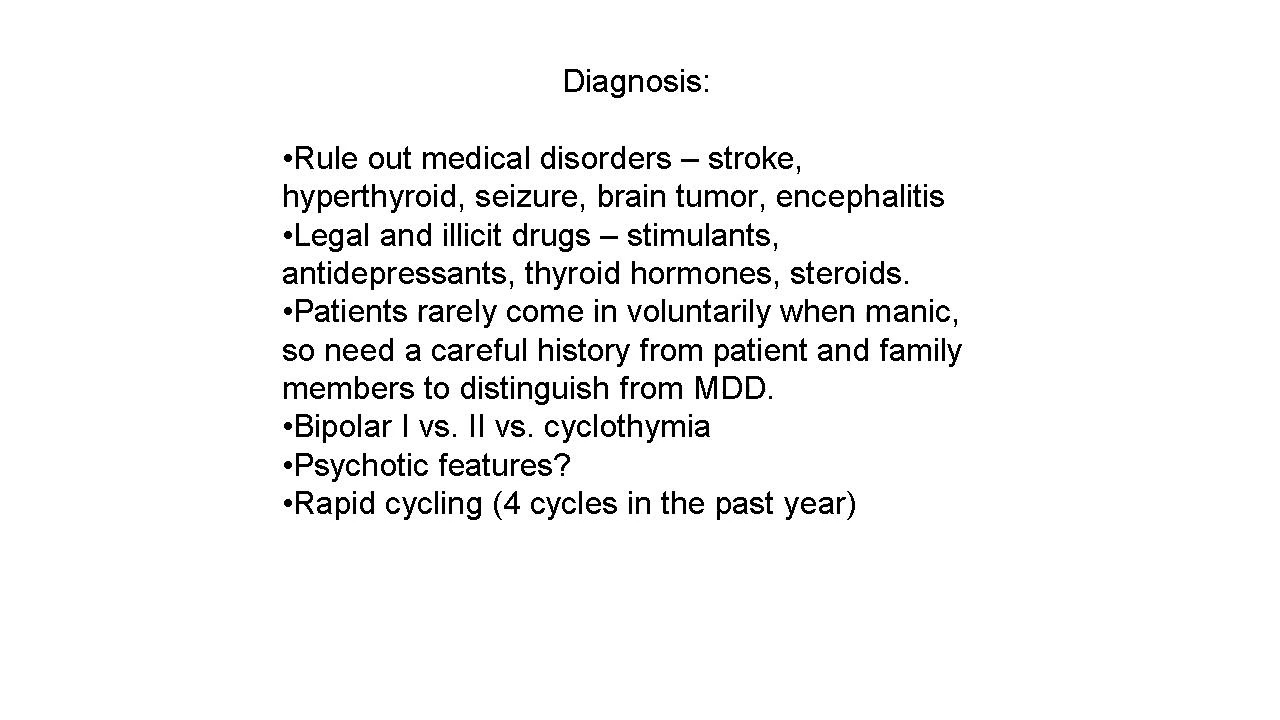 Diagnosis:
•Rule out medical disorders – stroke,
hyperthyroid, seizure, brain tumor, encephalitis
•Legal and illicit drugs – stimulants,
antidepressants, thyroid hormones, steroids.
•Patients rarely come in voluntarily when manic,
so need a careful history from patient and family
members to distinguish from MDD.
•Bipolar I vs. II vs. cyclothymia
•Psychotic features?
•Rapid cycling (4 cycles in the past year)